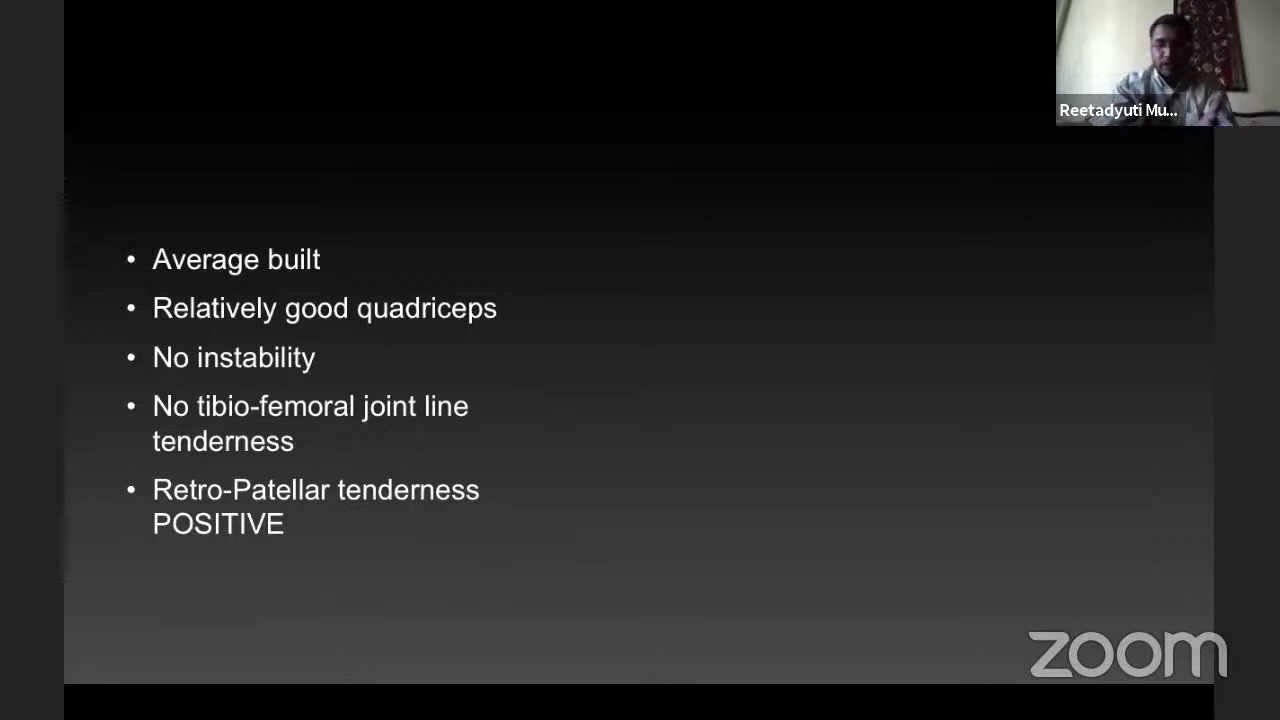 Reetadyuti Mu...
• Average built
• Relatively good quadriceps
• No instability
• No tibio-femoral joint line
tenderness
• Retro-Patellar tenderness
POSITIVE
zoom